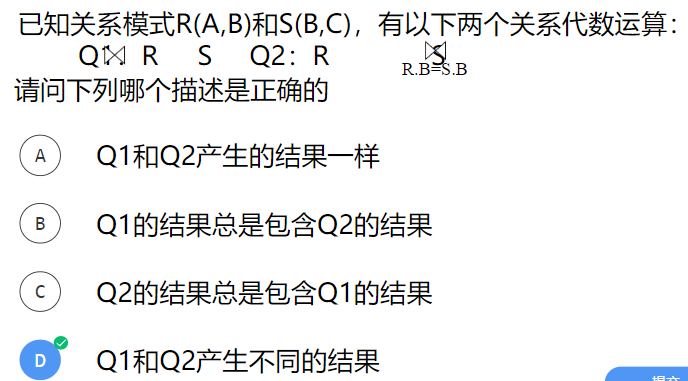 已知关系模式R(A,B)和S(B,C)，有以下两个关系代数运算：
Q1：R ⋈ S Q2：R ⋈ S
R.B=S.B
请问下列哪个描述是正确的
A Q1和Q2产生的结果一样
B Q1的结果总是包含Q2的结果
C Q2的结果总是包含Q1的结果
D Q1和Q2产生不同的结果